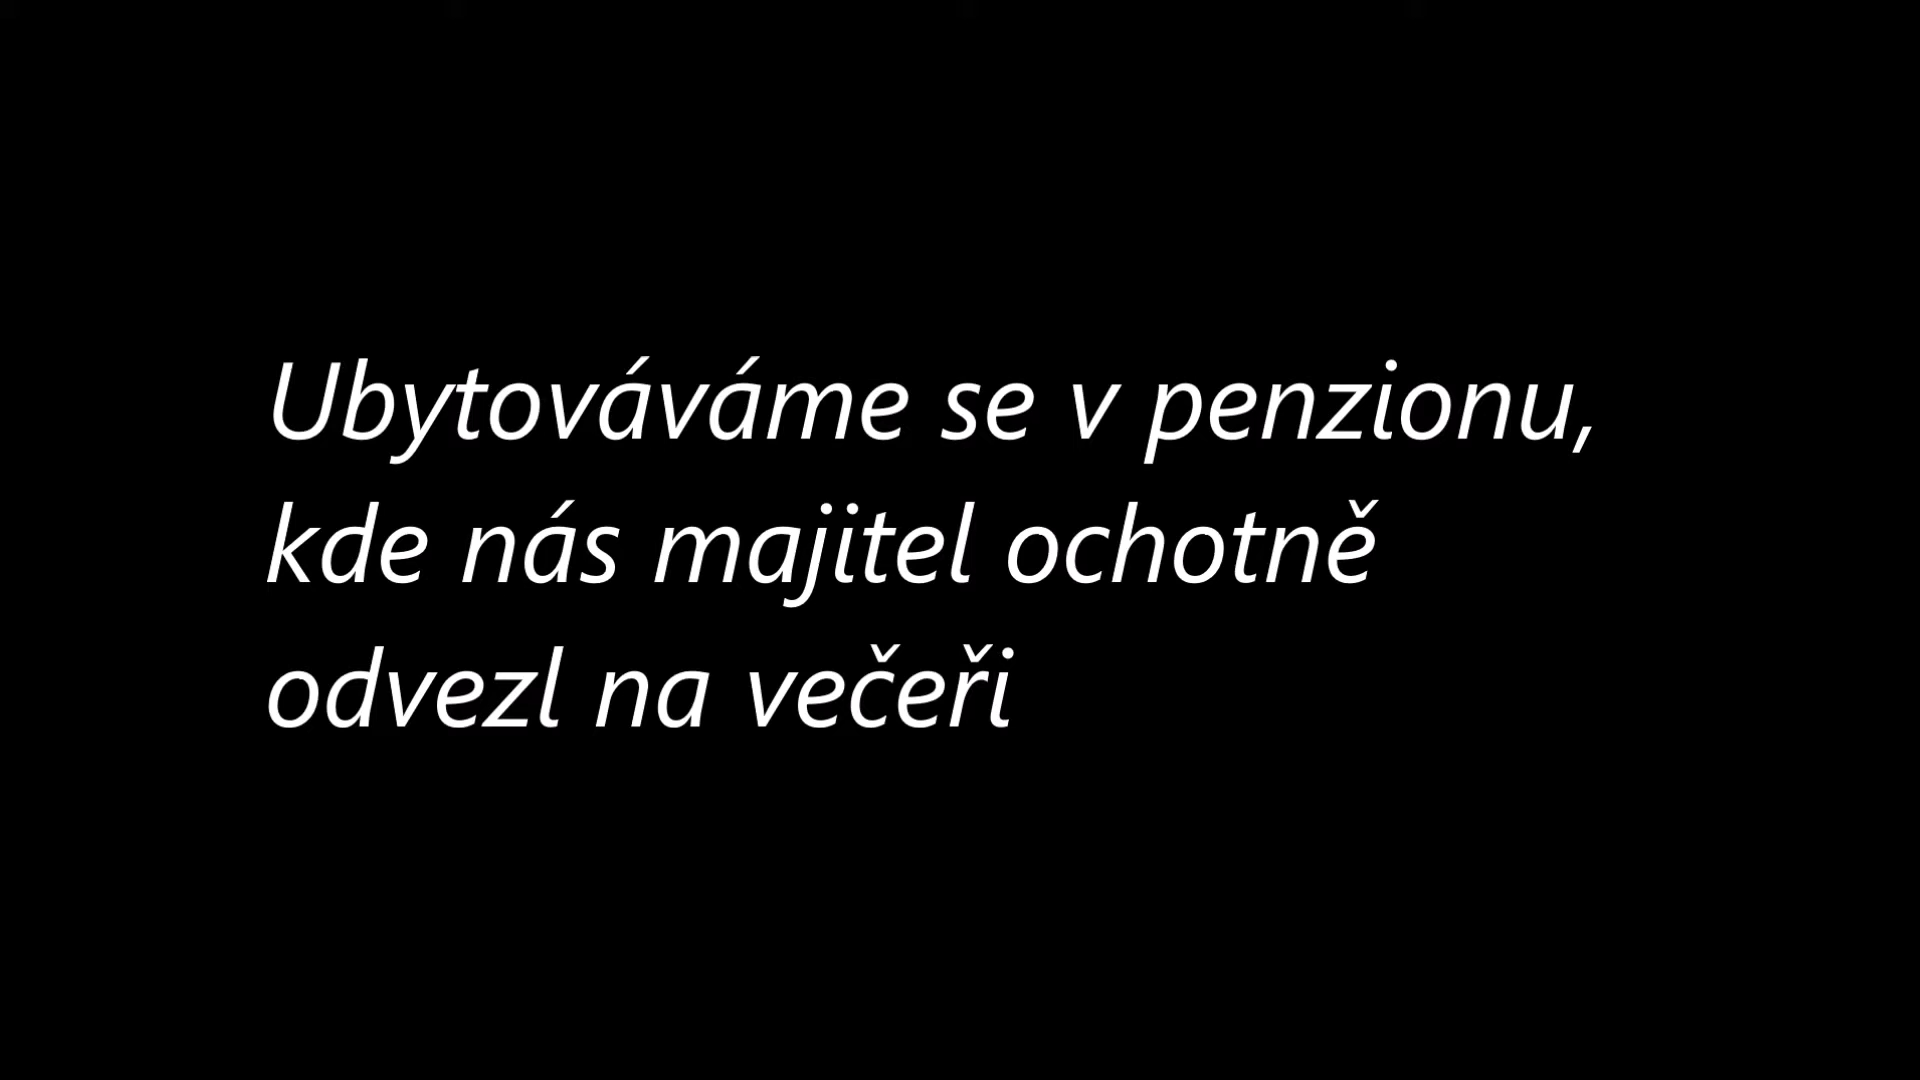 Ubytováváme se v penzionu,
kde nás majitel ochotně
odvezl na večeři